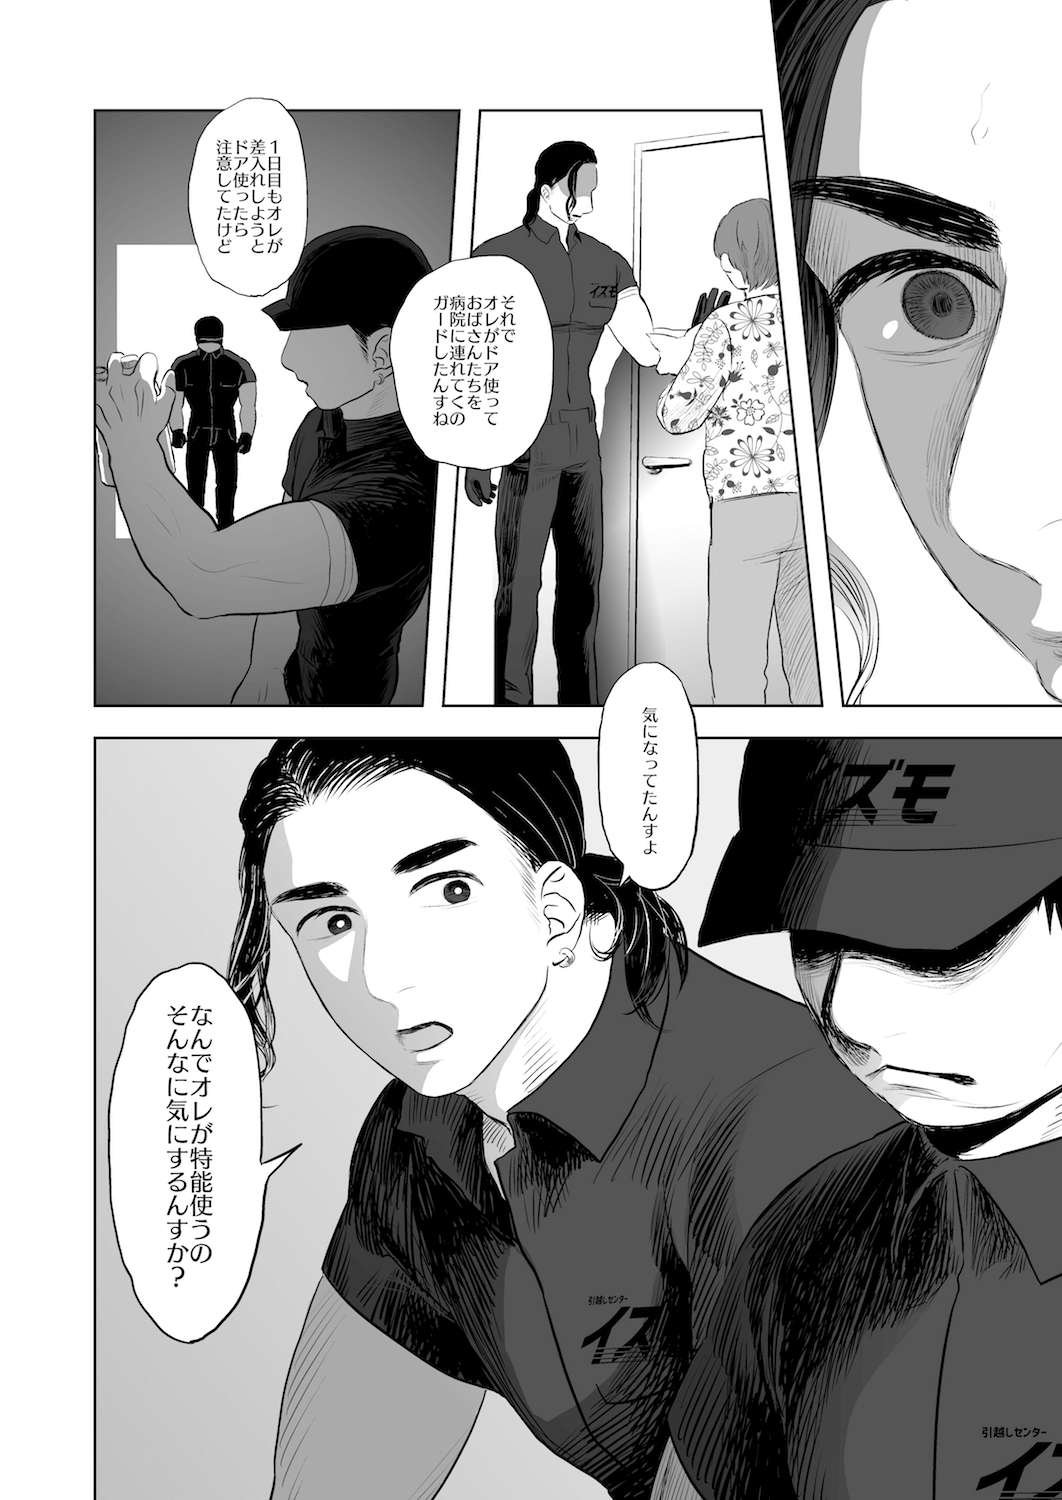 それで
オレがドア使って
おばさんたちを
病院に連れてくの
ガードしたんすね
イズモ
1日目もオレが
差入れしようと
ドア使ったら
注意してたけど
気になってたんすよ
イズモ
なんでオレが特能使うの
そんなに気にするんすか?
引越しセンター
イズ
引越しセンター
イズ